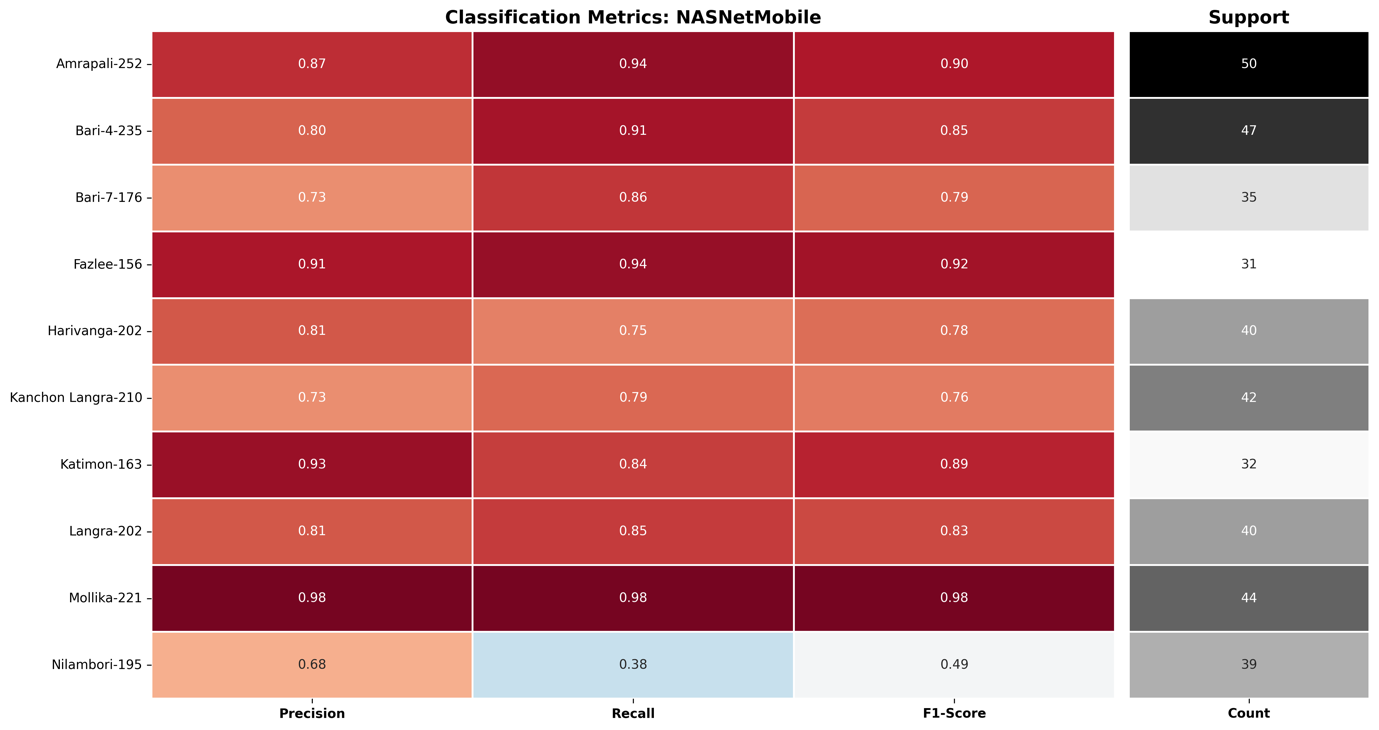 Classification Metrics: NASNetMobile Support
Amrapali-252 0.87 0.94 0.90 50
Bari-4-235 0.80 0.91 0.85 47
Bari-7-176 0.73 0.86 0.79 35
Fazlee-156 0.91 0.94 0.92 31
Harivanga-202 0.81 0.75 0.78 40
Kanchon Langra-210 0.73 0.79 0.76 42
Katimon-163 0.93 0.84 0.89 32
Langra-202 0.81 0.85 0.83 40
Mollika-221 0.98 0.98 0.98 44
Nilambori-195 0.68 0.38 0.49 39
Precision Recall F1-Score Count